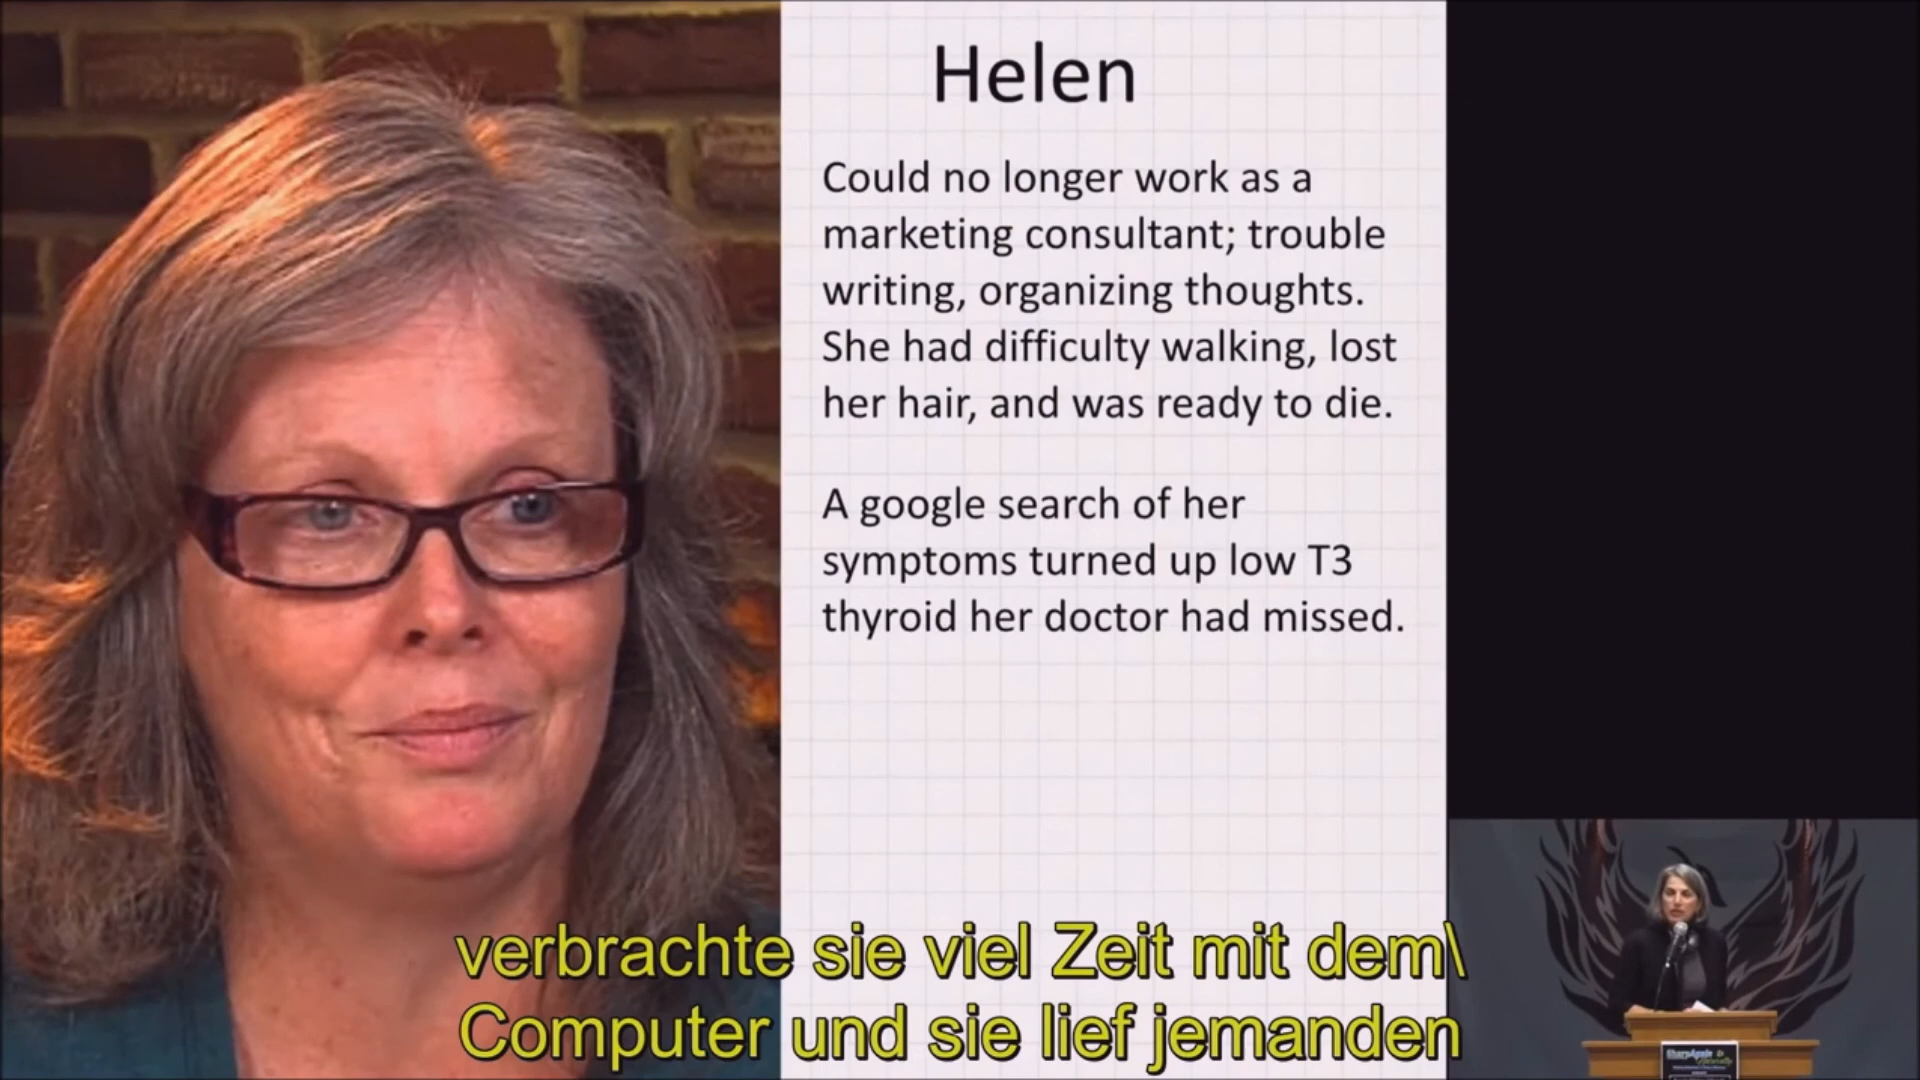 Helen
Could no longer work as a
marketing consultant; trouble
writing, organizing thoughts.
She had difficulty walking, lost
her hair, and was ready to die.
A google search of her
symptoms turned up low T3
thyroid her doctor had missed.
verbrachte sie viel Zeit mit dem\
Computer und sie lief jemanden